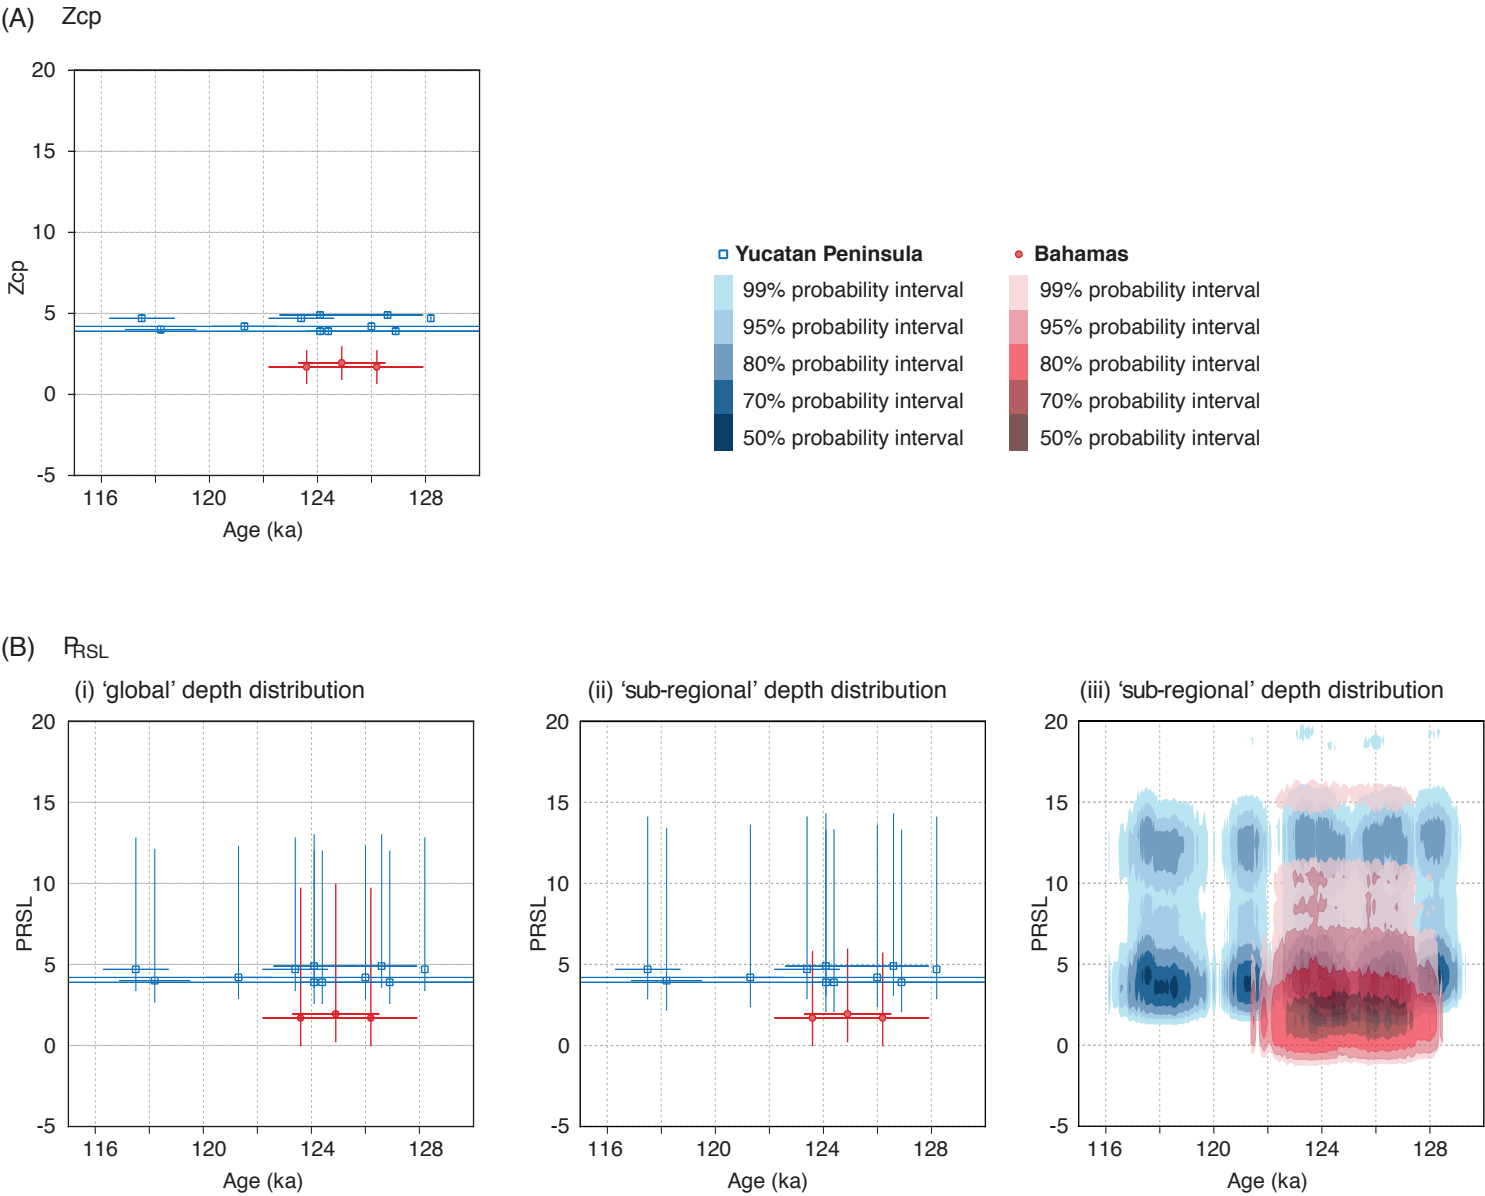 (A) Zcp
20
15
10
5
0
-5
Zcp
116 120 124 128
Age (ka)
Yucatan Peninsula
99% probability interval
95% probability interval
80% probability interval
70% probability interval
50% probability interval
Bahamas
99% probability interval
95% probability interval
80% probability interval
70% probability interval
50% probability interval
(B) PRSL
(i) ‘global’ depth distribution
20
15
10
5
0
-5
PRSL
116 120 124 128
Age (ka)
(ii) ‘sub-regional’ depth distribution
20
15
10
5
0
-5
PRSL
116 120 124 128
Age (ka)
(iii) ‘sub-regional’ depth distribution
20
15
10
5
0
-5
PRSL
116 120 124 128
Age (ka)